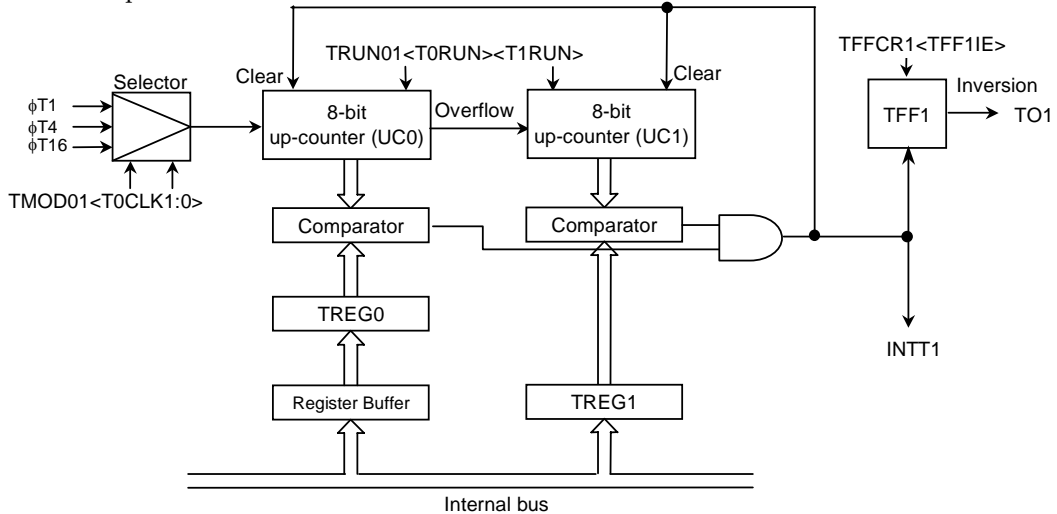 TRUN01<T0RUN><T1RUN>
TFFCR1<TFF1IE>
Selector
Clear
Clear
Inversion
ϕT1
ϕT4
ϕT16
8-bit
up-counter (UC0)
Overflow
8-bit
up-counter (UC1)
TFF1
TO1
TMOD01<T0CLK1:0>
Comparator
Comparator
TREG0
INTT1
Register Buffer
TREG1
Internal bus